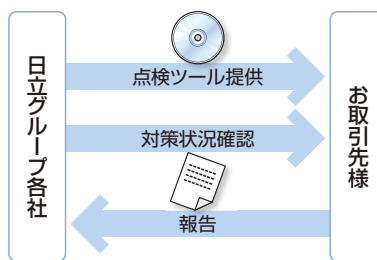 日立グループ各社
点検ツール提供
対策状況確認
報告
お取引先様